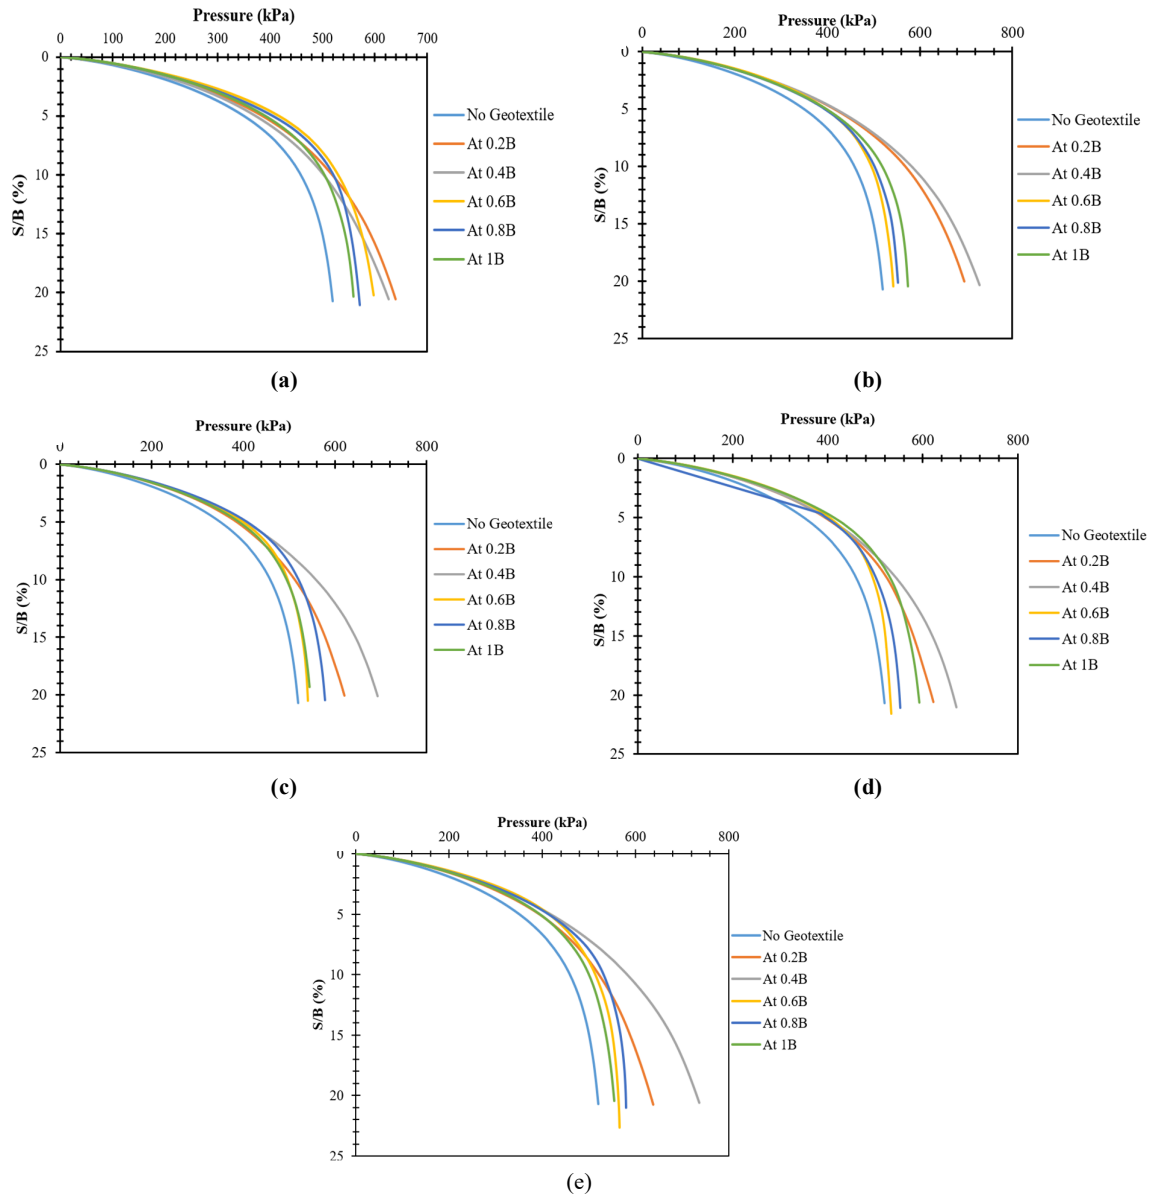 Pressure (kPa)
0 100 200 300 400 500 600 700
0
5
10
15
20
25
S/B (%)
No Geotextile
At 0.2B
At 0.4B
At 0.6B
At 0.8B
At 1B
(a)
Pressure (kPa)
0 200 400 600 800
0
5
10
15
20
25
S/B (%)
No Geotextile
At 0.2B
At 0.4B
At 0.6B
At 0.8B
At 1B
(b)
Pressure (kPa)
0 200 400 600 800
0
5
10
15
20
25
S/B (%)
No Geotextile
At 0.2B
At 0.4B
At 0.6B
At 0.8B
At 1B
(c)
Pressure (kPa)
0 200 400 600 800
0
5
10
15
20
25
S/B (%)
No Geotextile
At 0.2B
At 0.4B
At 0.6B
At 0.8B
At 1B
(d)
Pressure (kPa)
0 200 400 600 800
0
5
10
15
20
25
S/B (%)
No Geotextile
At 0.2B
At 0.4B
At 0.6B
At 0.8B
At 1B
(e)